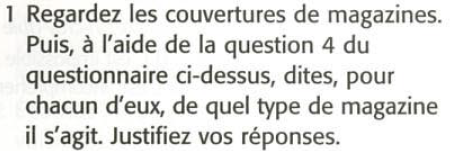 1 Regardez les couvertures de magazines.
Puis, à l'aide de la question 4 du
questionnaire ci-dessus, dites, pour
chacun d'eux, de quel type de magazine
il s'agit. Justifiez vos réponses.